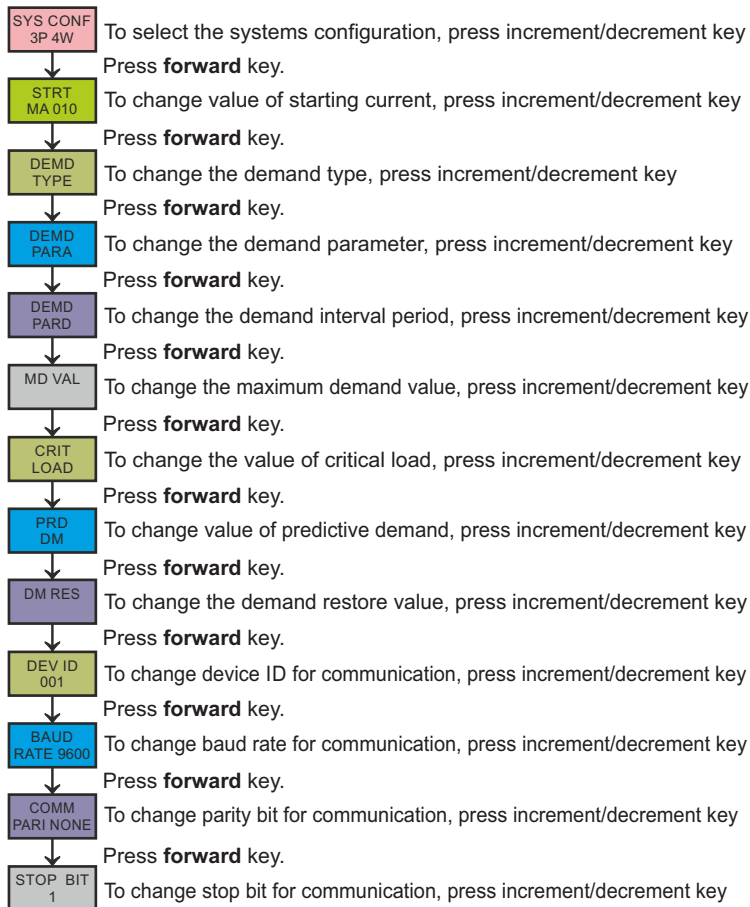 SYS CONF
3P 4W
To select the systems configuration, press increment/decrement key
Press forward key.
STRT
MA 010
To change value of starting current, press increment/decrement key
Press forward key.
DEMD
TYPE
To change the demand type, press increment/decrement key
Press forward key.
DEMD
PARA
To change the demand parameter, press increment/decrement key
Press forward key.
DEMD
PARD
To change the demand interval period, press increment/decrement key
Press forward key.
MD VAL
To change the maximum demand value, press increment/decrement key
Press forward key.
CRIT
LOAD
To change the value of critical load, press increment/decrement key
Press forward key.
PRD
DM
To change value of predictive demand, press increment/decrement key
Press forward key.
DM RES
To change the demand restore value, press increment/decrement key
Press forward key.
DEV ID
001
To change device ID for communication, press increment/decrement key
Press forward key.
BAUD
RATE 9600
To change baud rate for communication, press increment/decrement key
Press forward key.
COMM
PARI NONE
To change parity bit for communication, press increment/decrement key
Press forward key.
STOP BIT
1
To change stop bit for communication, press increment/decrement key